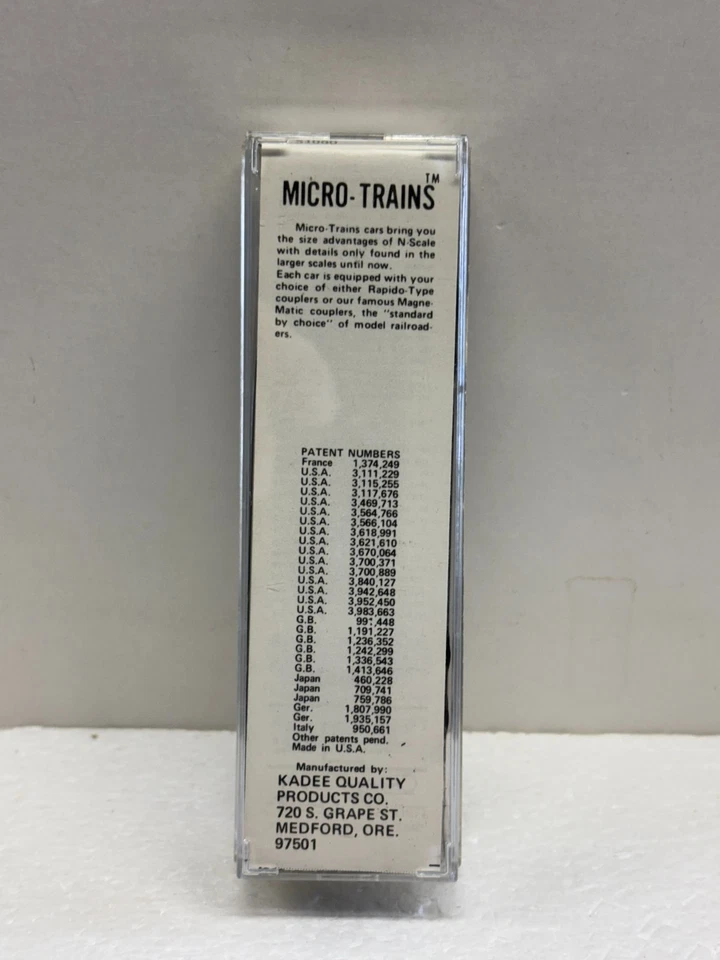 MICRO-TRAINS™
Micro-Trains cars bring you
the size advantages of N-Scale
with details only found in the
larger scales until now.
Each car is equipped with your
choice of either Rapido-Type
couplers or our famous Magne-
Matic couplers, the "standard
by choice" of model railroad-
ers.
PATENT NUMBERS
France 1,374,249
U.S.A. 3,111,229
U.S.A. 3,115,255
U.S.A. 3,117,676
U.S.A. 3,469,713
U.S.A. 3,564,766
U.S.A. 3,566,104
U.S.A. 3,618,991
U.S.A. 3,621,610
U.S.A. 3,670,064
U.S.A. 3,700,371
U.S.A. 3,700,889
U.S.A. 3,840,127
U.S.A. 3,942,648
U.S.A. 3,952,450
U.S.A. 3,983,663
G.B.
G.B. 1,191,227
G.B. 1,236,352
G.B. 1,242,299
G.B. 1,336,543
G.B. 1,413,646
Japan 460,228
Japan 709,741
Japan 759,786
Ger. 1,807,990
Ger. 1,935,157
Italy 950,661
Other patents pend.
Made in U.S.A.
Manufactured by:
KADEE QUALITY
PRODUCTS CO.
720 S. GRAPE ST.
MEDFORD, ORE.
97501